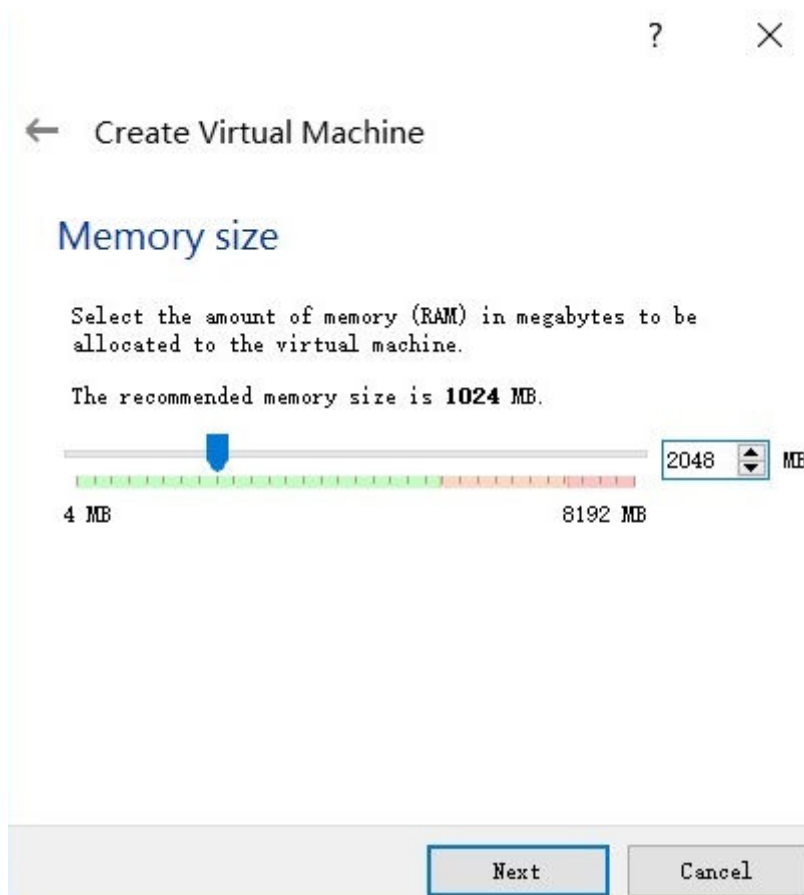 ?
Create Virtual Machine
Memory size
Select the amount of memory (RAM) in megabytes to be
allocated to the virtual machine.
The recommended memory size is 1024 MB.
2048 MB
4 MB 8192 MB
Next Cancel